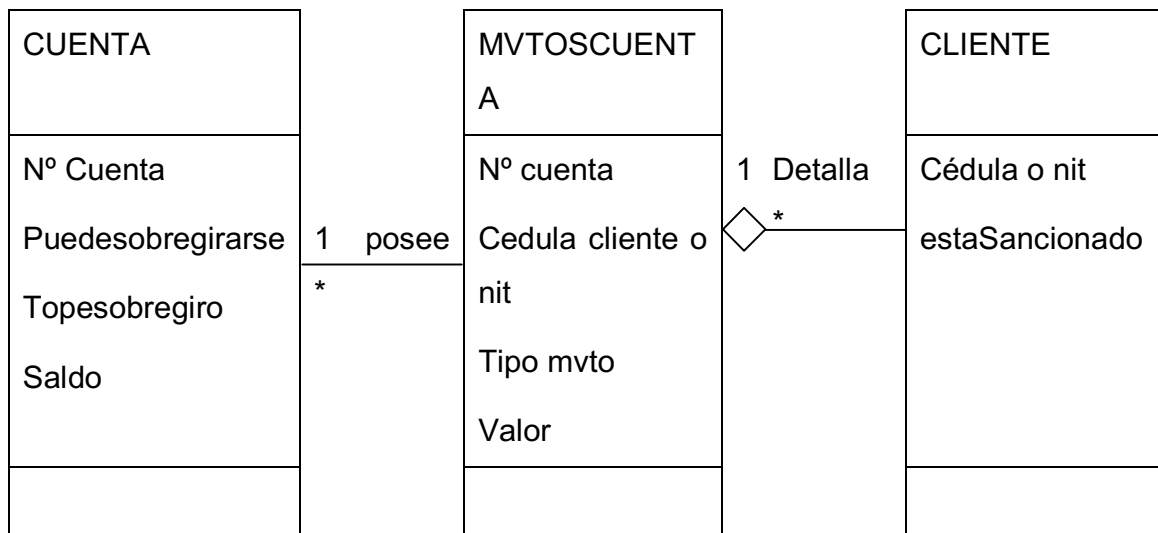 CUENTA
Nº Cuenta
Puedesobregirarse
Topesobregiro
Saldo
1 posee
*
MVTOSCUENT
A
Nº cuenta
Cedula cliente o
nit
Tipo mvto
Valor
1 Detalla
*
CLIENTE
Cédula o nit
estaSancionado